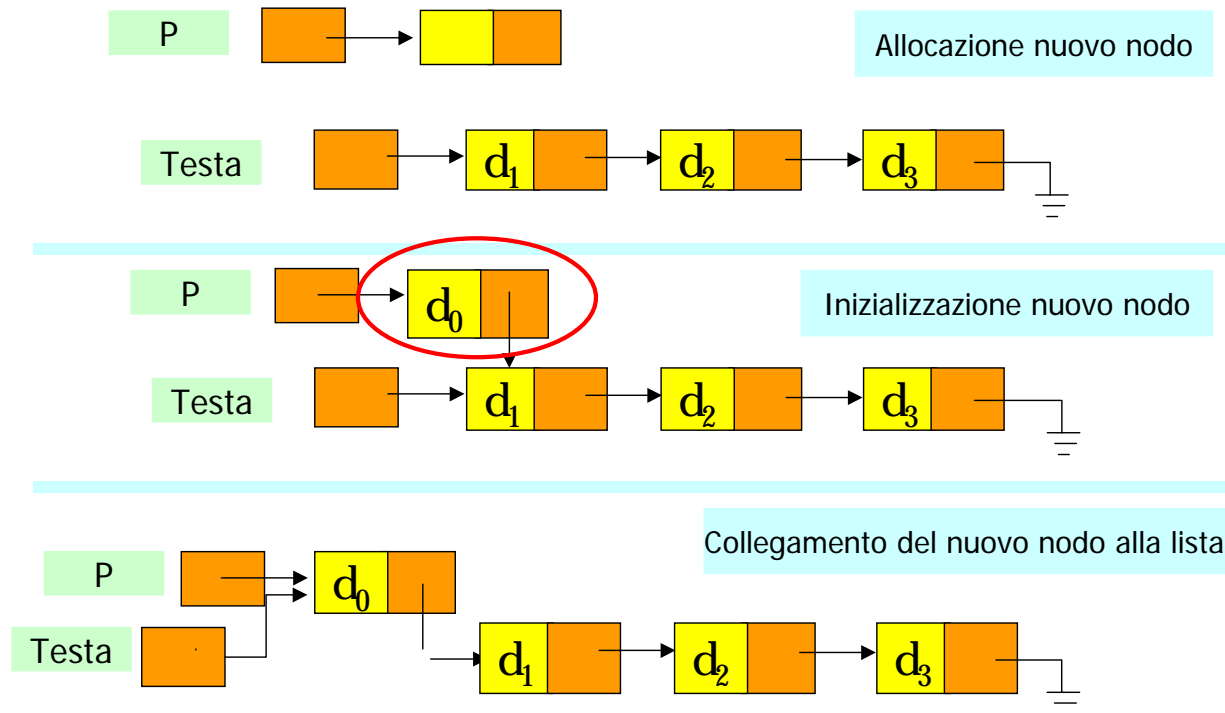 P
Allocazione nuovo nodo
Testa
d₁ d₂ d₃
P
d₀
Inizializzazione nuovo nodo
Testa
d₁ d₂ d₃
Collegamento del nuovo nodo alla lista
P
d₀
Testa
d₁ d₂ d₃